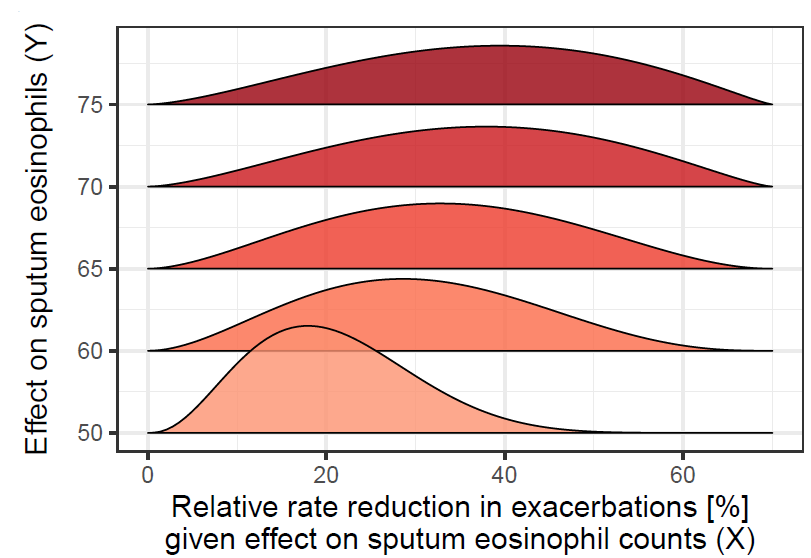 Effect on sputum eosinophils (Y)
75
70
65
60
50
0 20 40 60
Relative rate reduction in exacerbations [%]
given effect on sputum eosinophil counts (X)